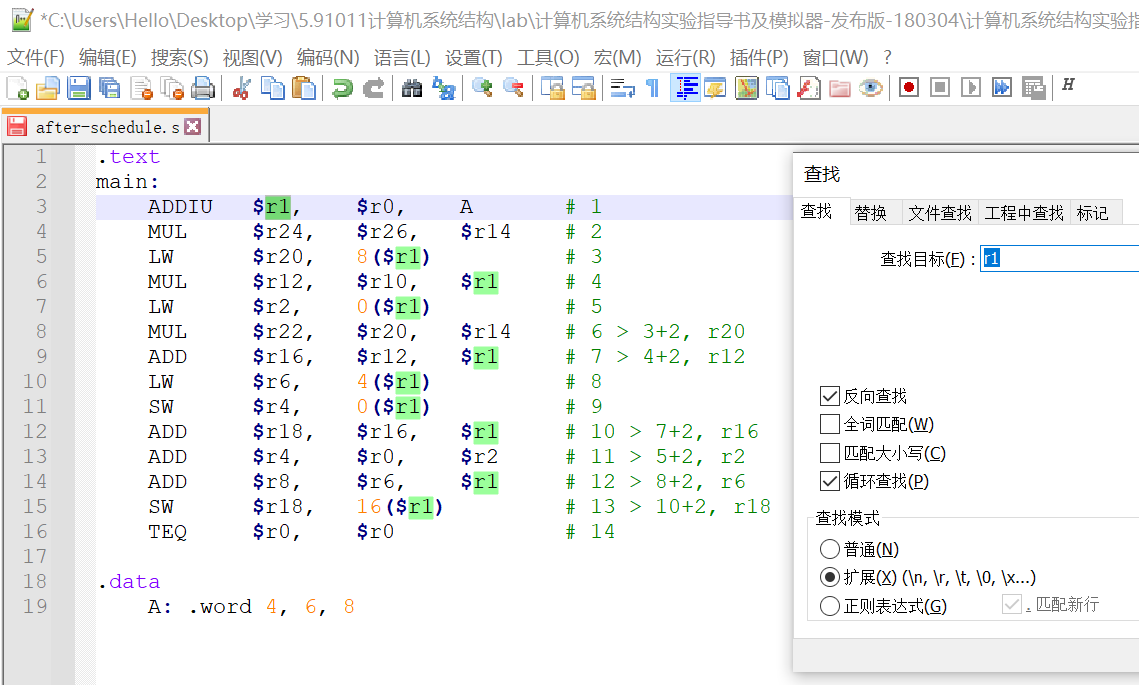 *C:\Users\Hello\Desktop\学习\5.91011计算机系统结构\lab\计算机系统结构实验指导书及模拟器-发布版-180304\计算机系统结构实验指
文件(F) 编辑(E) 搜索(S) 视图(V) 编码(N) 语言(L) 设置(T) 工具(O) 宏(M) 运行(R) 插件(P) 窗口(W) ?
H
after-schedule.s
1 .text
2 main:
3 ADDIU $r1, $r0, A # 1
4 MUL $r24, $r26, $r14 # 2
5 LW $r20, 8($r1) # 3
6 MUL $r12, $r10, $r1 # 4
7 LW $r2, 0($r1) # 5
8 MUL $r22, $r20, $r14 # 6 > 3+2, r20
9 ADD $r16, $r12, $r1 # 7 > 4+2, r12
10 LW $r6, 4($r1) # 8
11 SW $r4, 0($r1) # 9
12 ADD $r18, $r16, $r1 # 10 > 7+2, r16
13 ADD $r4, $r0, $r2 # 11 > 5+2, r2
14 ADD $r8, $r6, $r1 # 12 > 8+2, r6
15 SW $r18, 16($r1) # 13 > 10+2, r18
16 TEQ $r0, $r0 # 14
17
18 .data
19 A: .word 4, 6, 8
查找
查找 替换 文件查找 工程中查找 标记
查找目标(F) : r1
反向查找
全词匹配(W)
匹配大小写(C)
循环查找(P)
查找模式
普通(N)
扩展(X) (\n, \r, \t, \0, \x...)
正则表达式(G) . 匹配新行